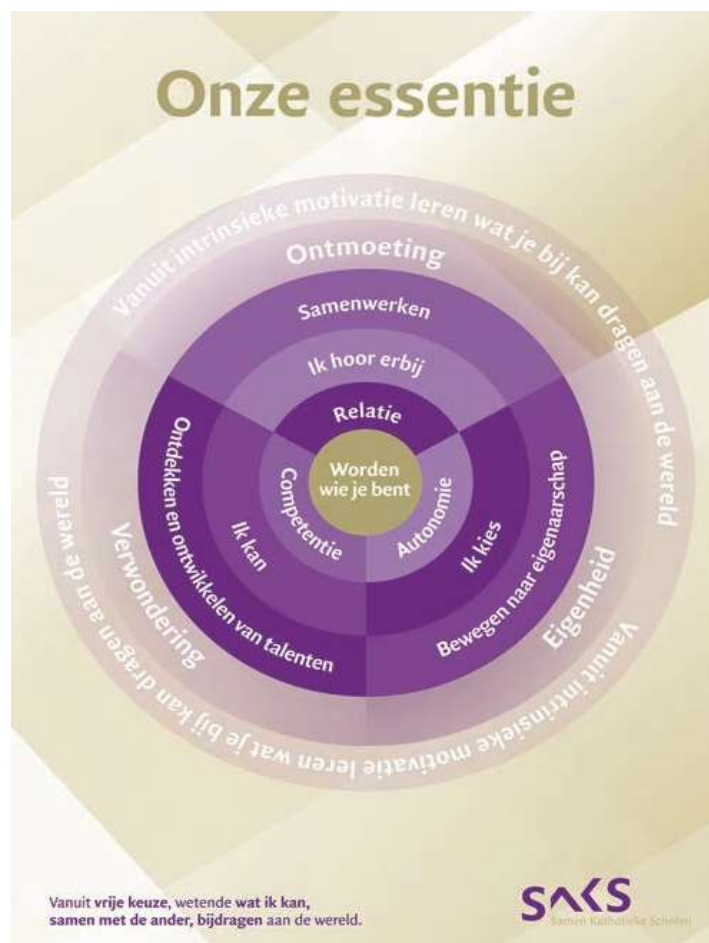 Onze essentie
Vanuit intrinsieke motivatie leren wat je bij kan dragen aan de wereld
Ontmoeting
Samenwerken
Ik hoor erbij
Relatie
Worden
wie je bent
Competentie
Autonomie
Ik kan
Ik kies
Ontdekken en ontwikkelen van talenten
Bewegen naar eigenaarschap
Verwondering
Eigenheid
Vanuit intrinsieke motivatie leren wat je bij kan dragen aan de wereld
Vanuit vrije keuze, wetende wat ik kan,
samen met de ander, bijdragen aan de wereld.
SAKS
Samen Katholieke Scholen